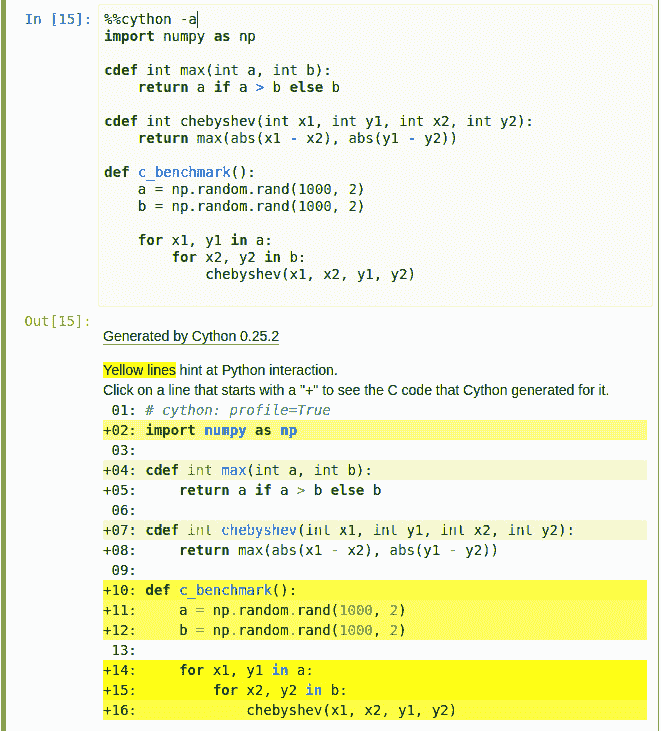 In [15]: %%cython -a
import numpy as np

cdef int max(int a, int b):
    return a if a > b else b

cdef int chebyshev(int x1, int y1, int x2, int y2):
    return max(abs(x1 - x2), abs(y1 - y2))

def c_benchmark():
    a = np.random.rand(1000, 2)
    b = np.random.rand(1000, 2)

    for x1, y1 in a:
        for x2, y2 in b:
            chebyshev(x1, x2, y1, y2)

Out[15]:
Generated by Cython 0.25.2

Yellow lines hint at Python interaction.
Click on a line that starts with a "+" to see the C code that Cython generated for it.
 01: # cython: profile=True
+02: import numpy as np
 03:
+04: cdef int max(int a, int b):
+05:     return a if a > b else b
 06:
+07: cdef int chebyshev(int x1, int y1, int x2, int y2):
+08:     return max(abs(x1 - x2), abs(y1 - y2))
 09:
+10: def c_benchmark():
+11:     a = np.random.rand(1000, 2)
+12:     b = np.random.rand(1000, 2)
 13:
+14:     for x1, y1 in a:
+15:         for x2, y2 in b:
+16:             chebyshev(x1, x2, y1, y2)